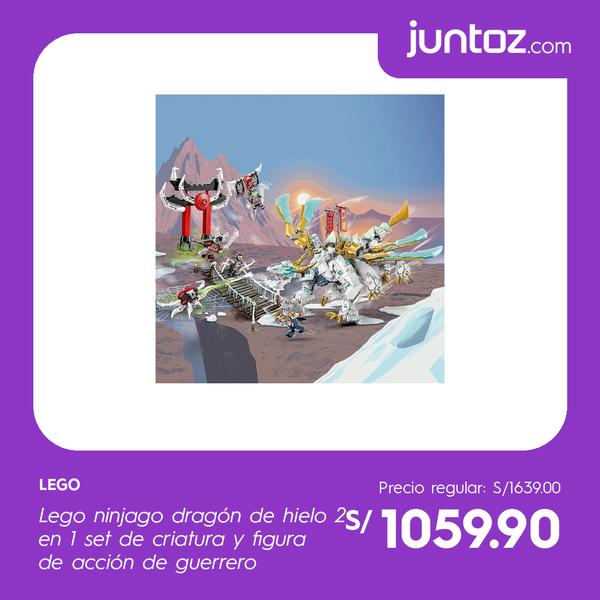 juntoz.com
LEGO
Lego ninjago dragón de hielo 2
en 1 set de criatura y figura
de acción de guerrero
Precio regular: S/1639.00
S/ 1059.90